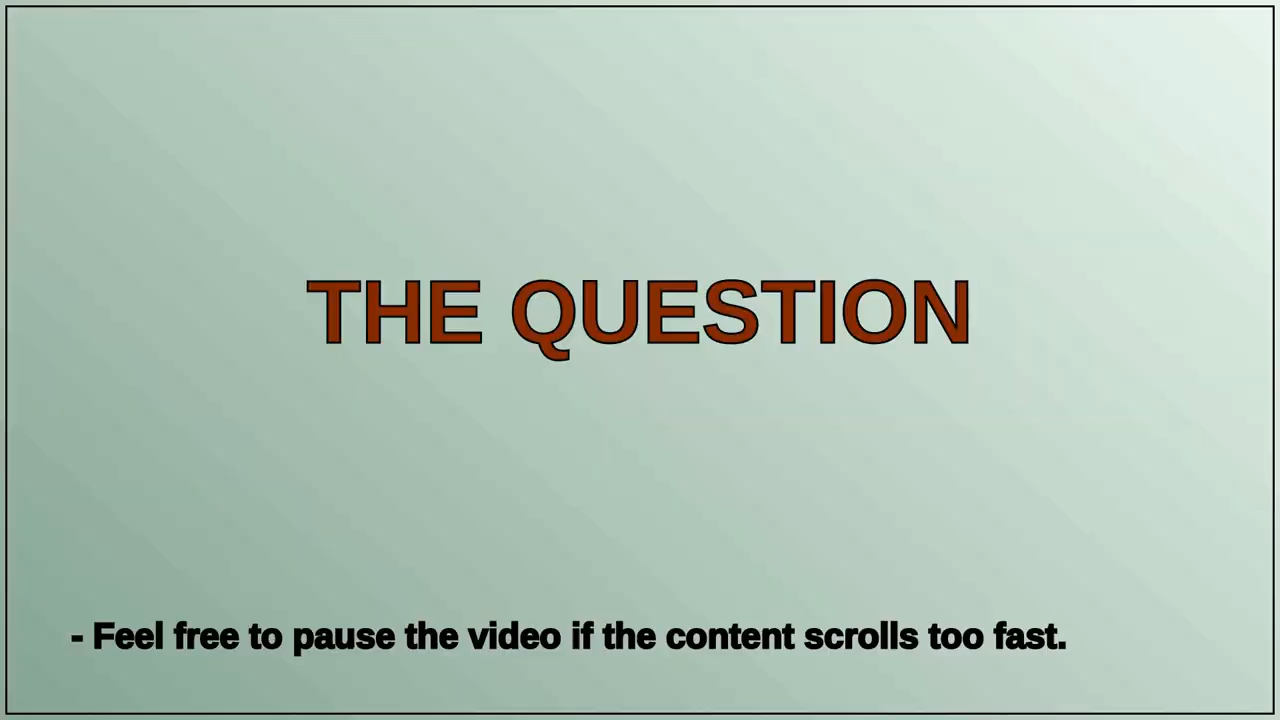 THE QUESTION
- Feel free to pause the video if the content scrolls too fast.